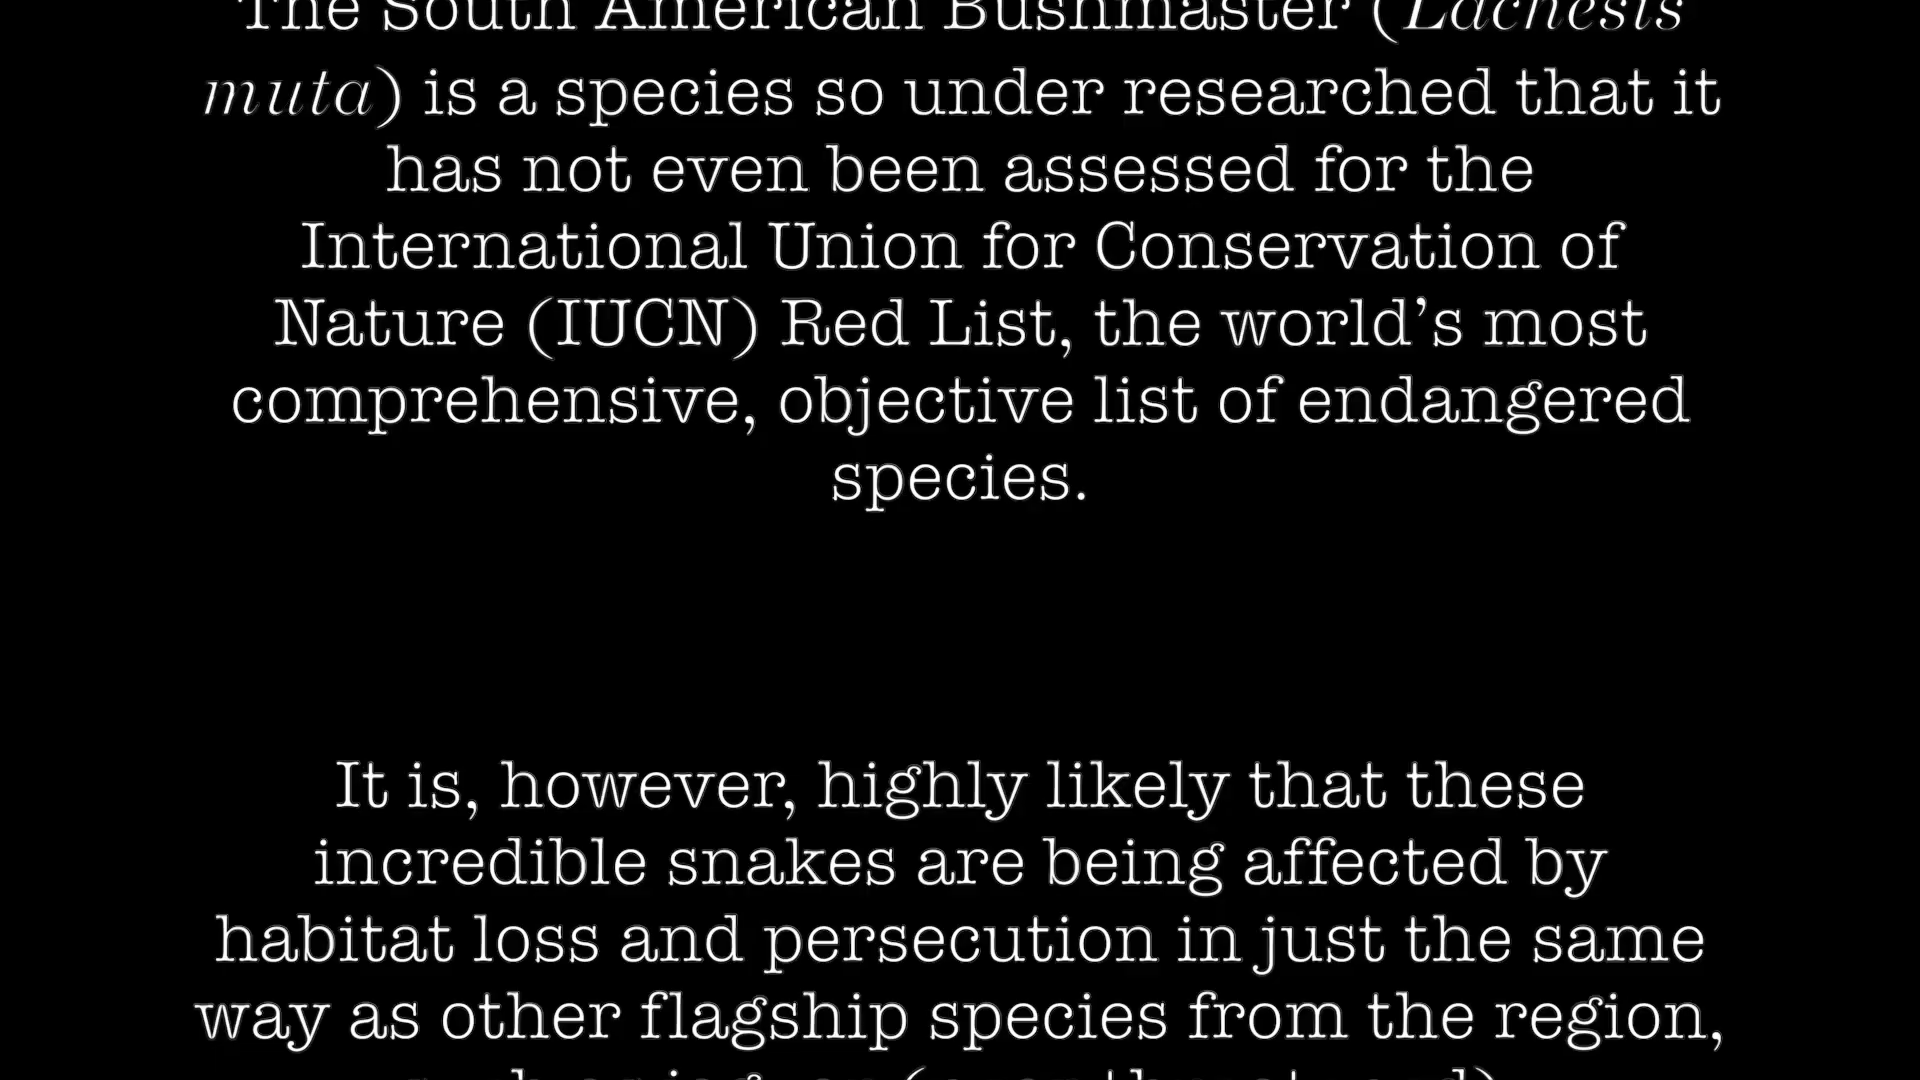 The South American Bushmaster (Lachesis
muta) is a species so under researched that it
has not even been assessed for the
International Union for Conservation of
Nature (IUCN) Red List, the world’s most
comprehensive, objective list of endangered
species.
It is, however, highly likely that these
incredible snakes are being affected by
habitat loss and persecution in just the same
way as other flagship species from the region,